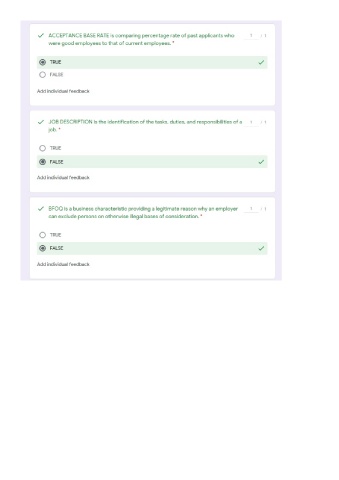 ACCEPTANCE BASE RATE is comparing percentage rate of past applicants who
were good employees to that of current employees. *
1 / 1
TRUE
FALSE
Add individual feedback
JOB DESCRIPTION is the identification of the tasks, duties, and responsibilities of a
job. *
1 / 1
TRUE
FALSE
Add individual feedback
BFOQ is a business characteristic providing a legitimate reason why an employer
can exclude persons on otherwise illegal bases of consideration. *
1 / 1
TRUE
FALSE
Add individual feedback